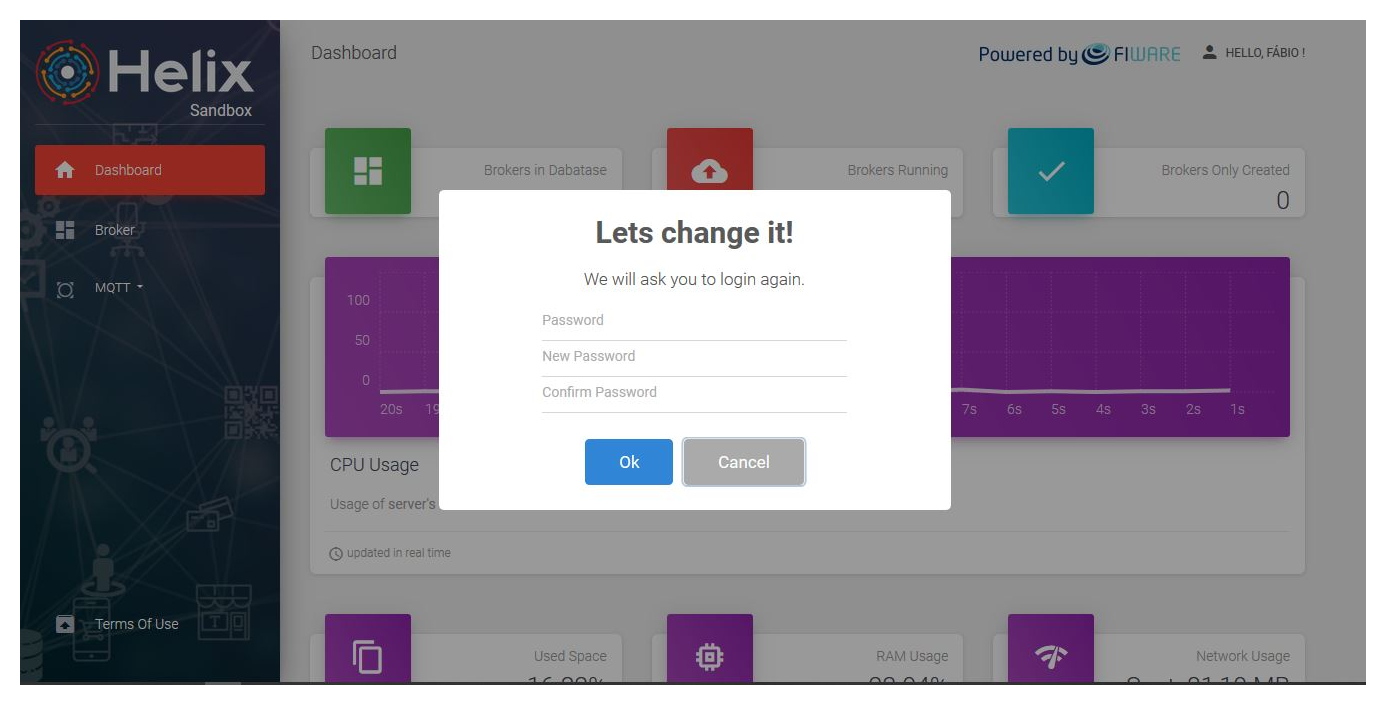 Helix
Sandbox
Dashboard
Broker
MQTT
Terms Of Use
Dashboard
Powered by FIWARE
HELLO, FÁBIO !
Brokers in Dabatase
Brokers Running
Brokers Only Created
0
Lets change it!
We will ask you to login again.
Password
New Password
Confirm Password
Ok
Cancel
100
50
0
20s 19
7s 6s 5s 4s 3s 2s 1s
CPU Usage
Usage of server's
updated in real time
Used Space
RAM Usage
Network Usage
T